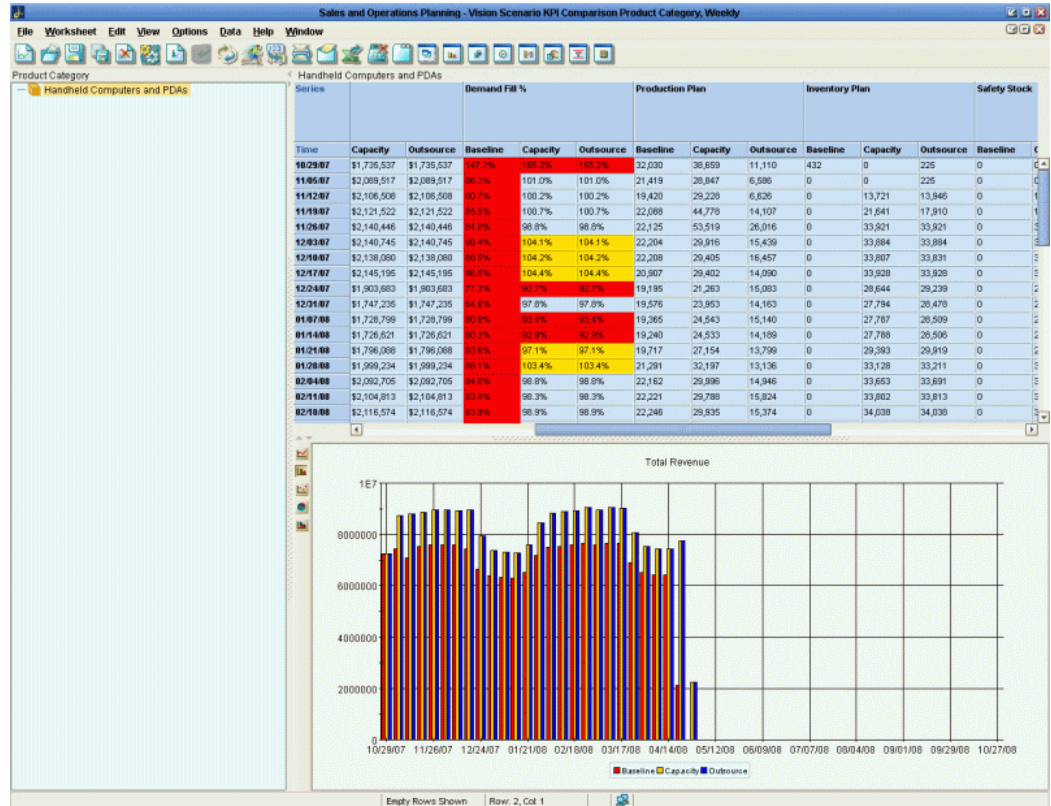 Sales and Operations Planning - Vision Scenario KPI Comparison Product Category, Weekly
File Worksheet Edit View Options Data Help Window
Product Category
Handheld Computers and PDAs
Handheld Computers and PDAs
Series Demand Fill % Production Plan Inventory Plan Safety Stock
Time Capacity Outsource Baseline Capacity Outsource Baseline Capacity Outsource Baseline Capacity Outsource Baseline
10/29/07 $1,735,537 $1,735,537 147.2% 165.2% 165.2% 32,030 38,659 11,110 432 0 225 0
11/05/07 $2,089,517 $2,089,517 101.0% 101.0% 21,419 28,847 6,586 0 0 225 0
11/12/07 $2,106,508 $2,106,508 100.2% 100.2% 19,420 29,228 6,626 0 13,721 13,946 0
11/19/07 $2,121,522 $2,121,522 85.5% 100.7% 100.7% 22,088 44,778 14,107 0 21,641 17,910 0
11/26/07 $2,140,446 $2,140,446 84.0% 98.8% 98.8% 22,125 53,519 26,016 0 33,921 33,921 0
12/03/07 $2,140,745 $2,140,745 88.4% 104.1% 104.1% 22,204 29,916 15,439 0 33,884 33,884 0
12/10/07 $2,138,080 $2,138,080 88.5% 104.2% 104.2% 22,208 29,405 16,457 0 33,807 33,831 0
12/17/07 $2,145,195 $2,145,195 88.5% 104.4% 104.4% 20,907 29,402 14,090 0 33,928 33,928 0
12/24/07 $1,903,683 $1,903,683 77.3% 92.7% 92.7% 19,195 21,263 15,083 0 28,644 29,239 0
12/31/07 $1,747,235 $1,747,235 84.6% 97.8% 97.8% 19,576 23,953 14,163 0 27,794 28,478 0
01/07/08 $1,728,799 $1,728,799 80.8% 93.4% 93.4% 19,365 24,543 15,140 0 27,787 28,509 0
01/14/08 $1,726,621 $1,726,621 80.3% 92.9% 92.9% 19,240 24,533 14,189 0 27,788 28,506 0
01/21/08 $1,796,088 $1,796,088 83.6% 97.1% 97.1% 19,717 27,154 13,799 0 29,393 29,919 0
01/28/08 $1,999,234 $1,999,234 88.1% 103.4% 103.4% 21,291 32,197 13,136 0 33,128 33,211 0
02/04/08 $2,092,705 $2,092,705 84.0% 98.8% 98.8% 22,162 29,996 14,946 0 33,653 33,691 0
02/11/08 $2,104,813 $2,104,813 83.4% 98.3% 98.3% 22,221 29,788 15,824 0 33,802 33,813 0
02/18/08 $2,116,574 $2,116,574 83.9% 98.9% 98.9% 22,246 29,935 15,374 0 34,038 34,038 0
Total Revenue
1E7
8000000
6000000
4000000
2000000
0
10/29/07 11/26/07 12/24/07 01/21/08 02/18/08 03/17/08 04/14/08 05/12/08 06/09/08 07/07/08 08/04/08 09/01/08 09/29/08 10/27/08
Baseline Capacity Outsource
Empty Rows Shown Row: 2, Col: 1